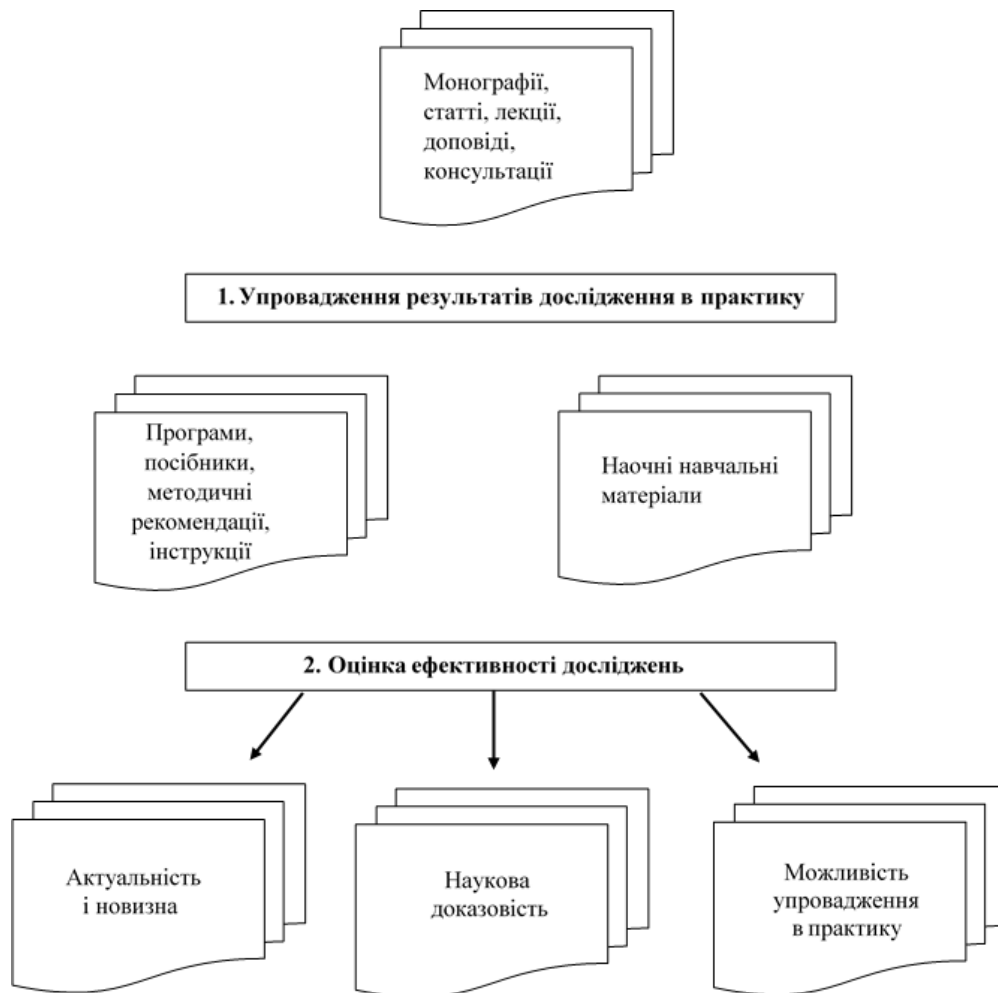 Монографії,
статті, лекції,
доповіді,
консультації
1. Упровадження результатів дослідження в практику
Програми,
посібники,
методичні
рекомендації,
інструкції
Наочні навчальні
матеріали
2. Оцінка ефективності досліджень
Актуальність
і новизна
Наукова
доказовість
Можливість
упровадження
в практику